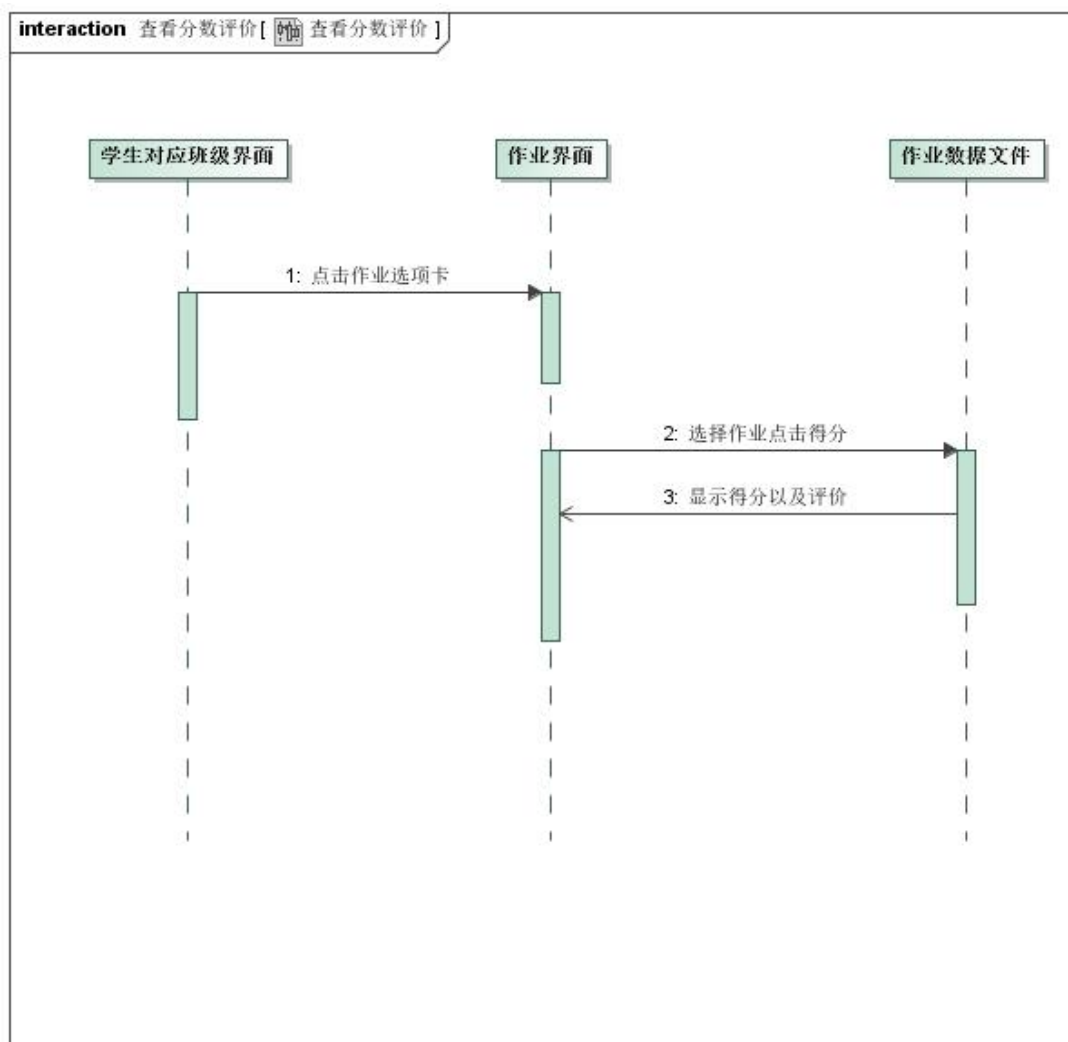 interaction 查看分数评价[ 查看分数评价 ]
学生对应班级界面
作业界面
作业数据文件
1: 点击作业选项卡
2: 选择作业点击得分
3: 显示得分以及评价